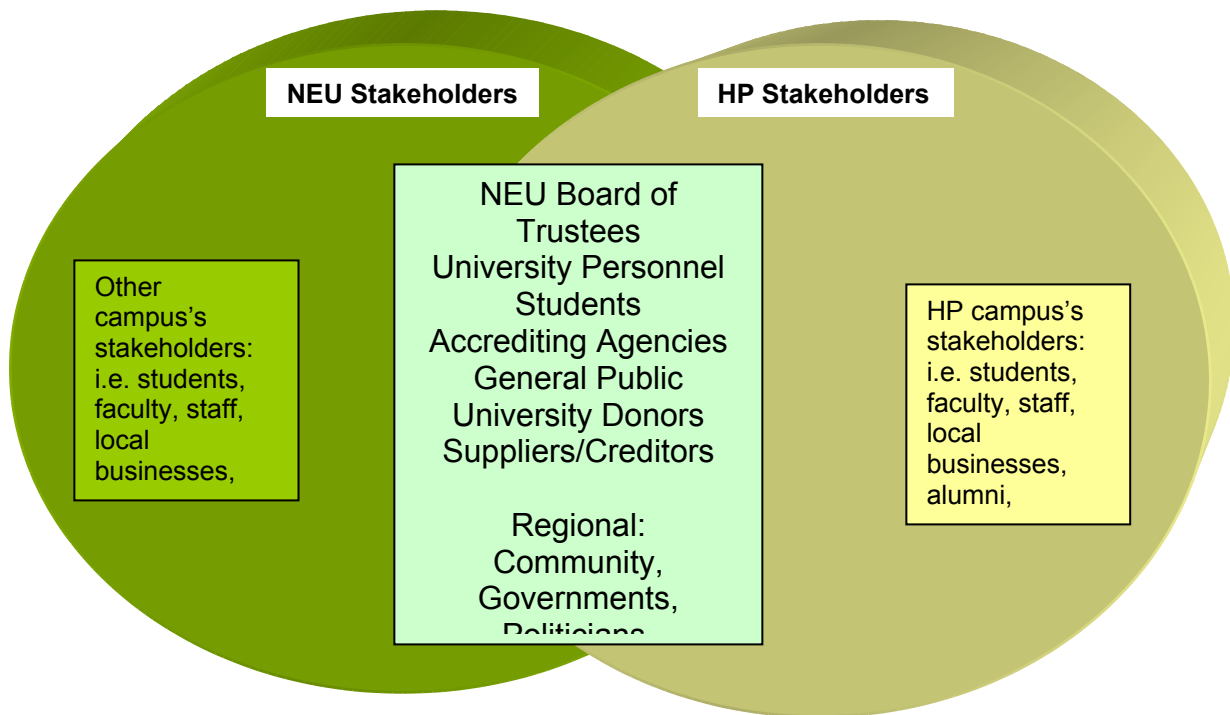 NEU Stakeholders
HP Stakeholders
NEU Board of
Trustees
University Personnel
Students
Accrediting Agencies
General Public
University Donors
Suppliers/Creditors
Regional:
Community,
Governments,
Politicians
Other
campus's
stakeholders:
i.e. students,
faculty, staff,
local
businesses,
HP campus's
stakeholders:
i.e. students,
faculty, staff,
local
businesses,
alumni,